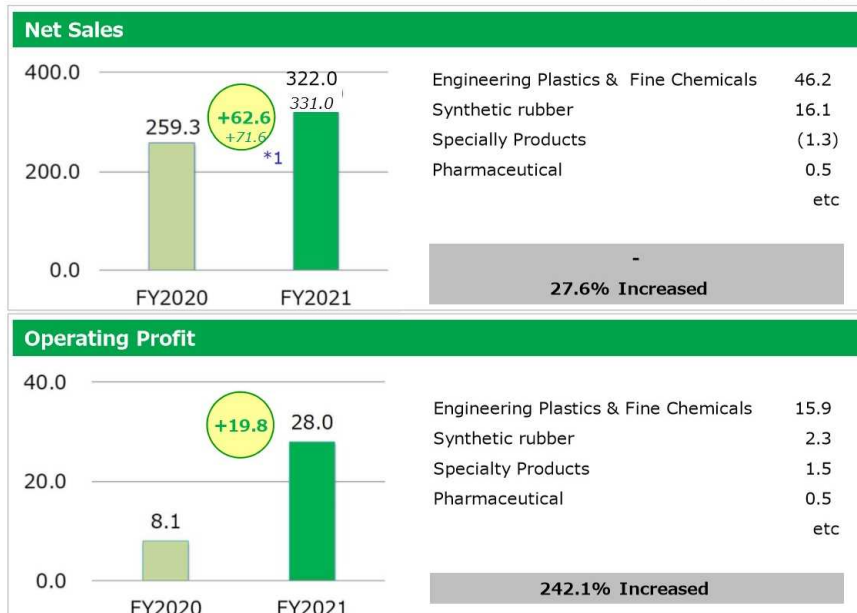 Net Sales
400.0
200.0
0.0
259.3
+62.6
+71.6
*1
322.0
331.0
FY2020
FY2021
Engineering Plastics & Fine Chemicals 46.2
Synthetic rubber 16.1
Specially Products (1.3)
Pharmaceutical 0.5
etc
-
27.6% Increased
Operating Profit
40.0
20.0
0.0
8.1
+19.8
28.0
FY2020
FY2021
Engineering Plastics & Fine Chemicals 15.9
Synthetic rubber 2.3
Specialty Products 1.5
Pharmaceutical 0.5
etc
242.1% Increased